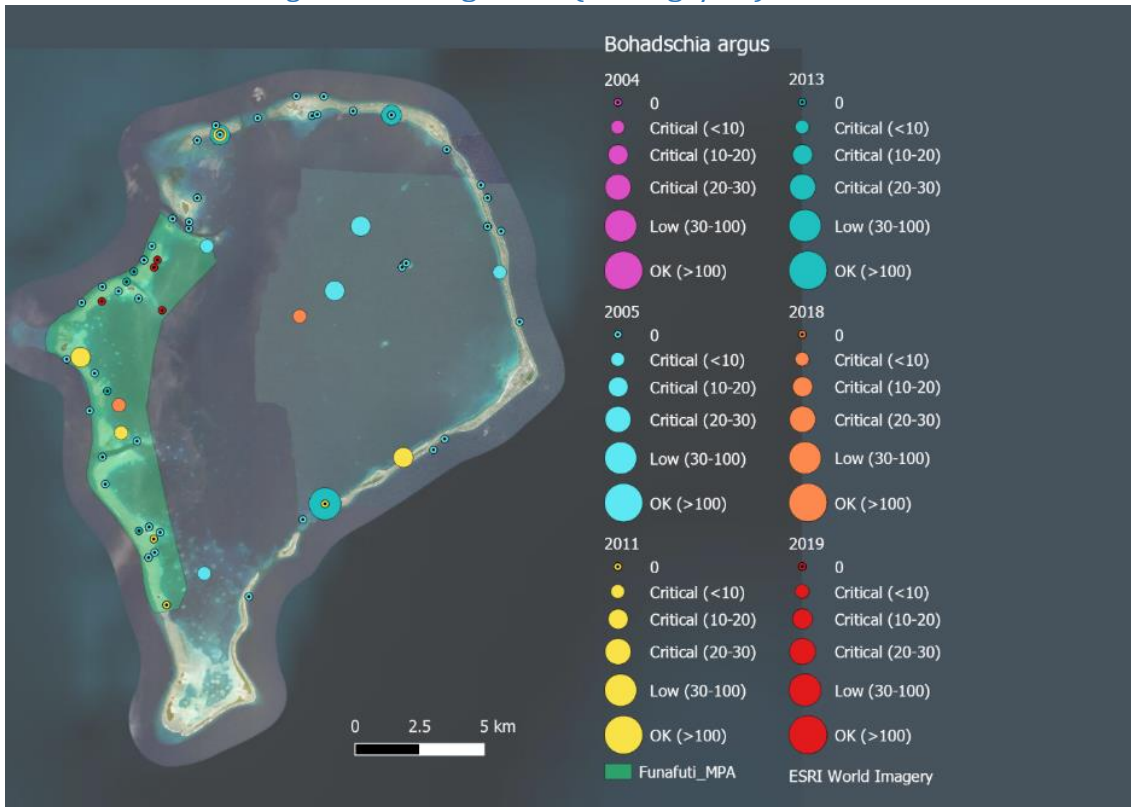 Bohadschia argus
2004
0
Critical (<10)
Critical (10-20)
Critical (20-30)
Low (30-100)
OK (>100)
2005
0
Critical (<10)
Critical (10-20)
Critical (20-30)
Low (30-100)
OK (>100)
2011
0
Critical (<10)
Critical (10-20)
Critical (20-30)
Low (30-100)
OK (>100)
Funafuti_MPA
2013
0
Critical (<10)
Critical (10-20)
Critical (20-30)
Low (30-100)
OK (>100)
2018
0
Critical (<10)
Critical (10-20)
Critical (20-30)
Low (30-100)
OK (>100)
2019
0
Critical (<10)
Critical (10-20)
Critical (20-30)
Low (30-100)
OK (>100)
ESRI World Imagery
0 2.5 5 km